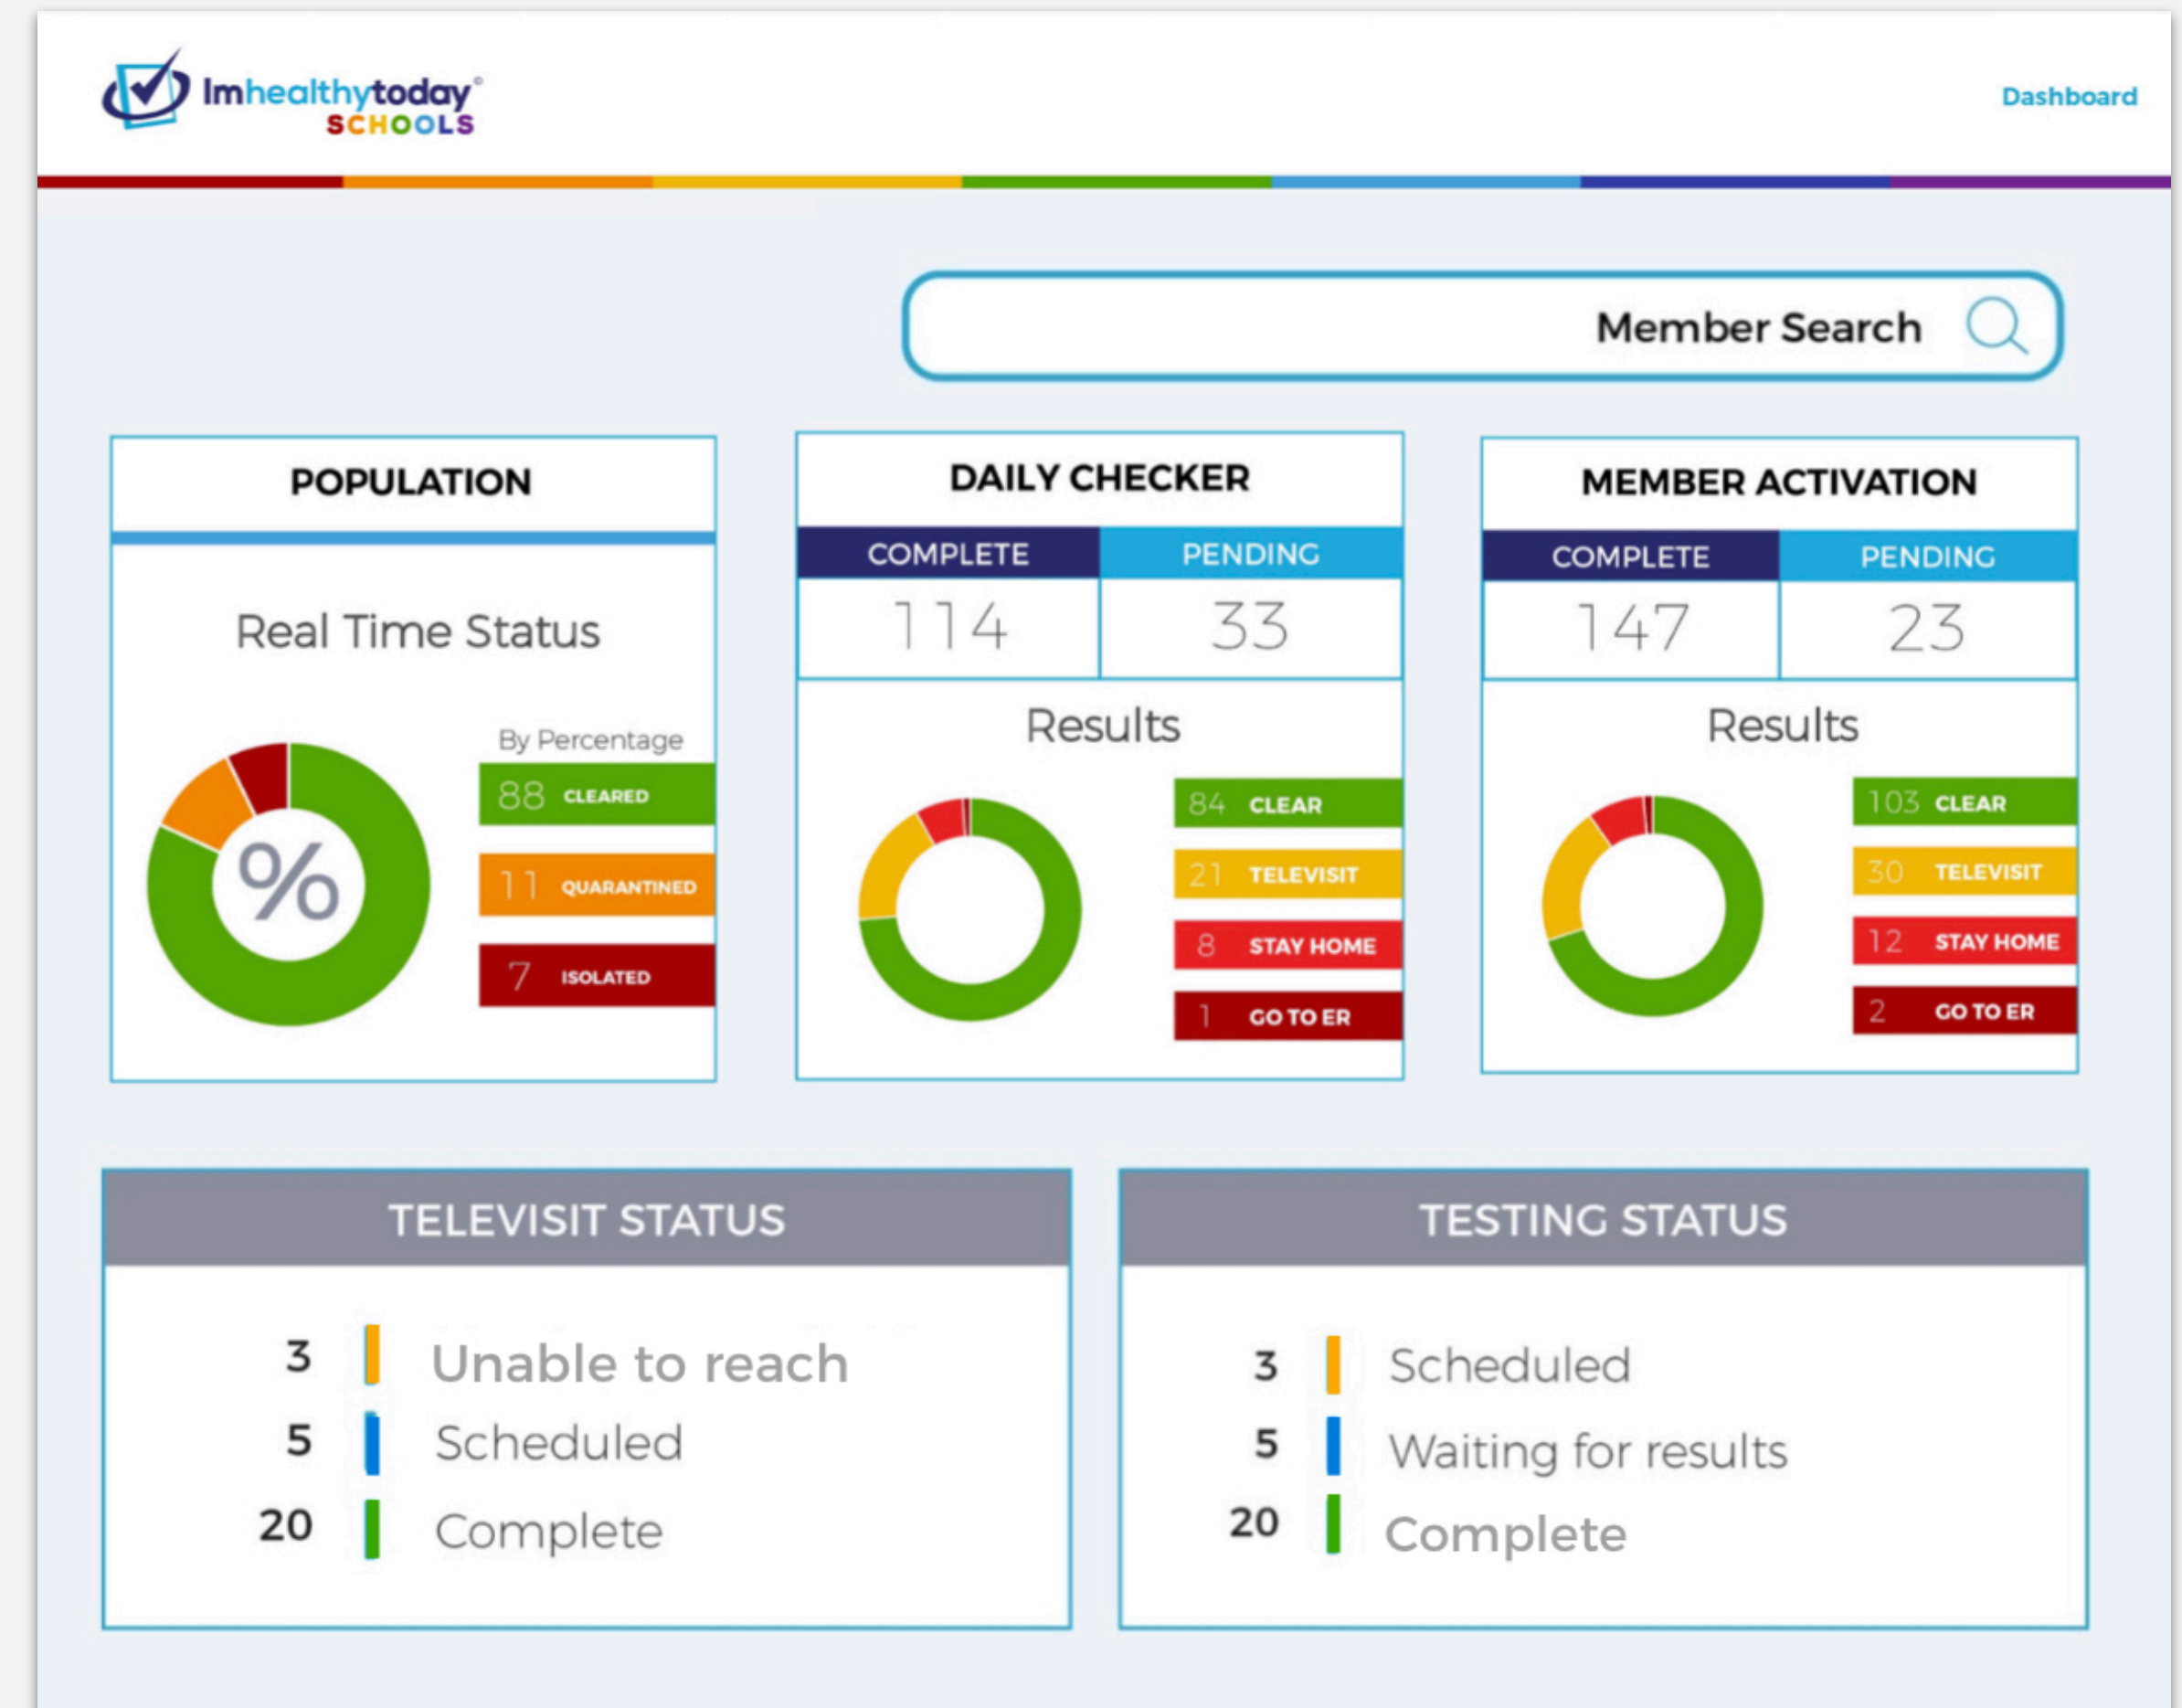 Imhealthytoday©
SCHOOLS
Dashboard
Member Search
POPULATION
Real Time Status
By Percentage
%
88 CLEARED
11 QUARANTINED
7 ISOLATED
DAILY CHECKER
COMPLETE PENDING
114 33
Results
84 CLEAR
21 TELEVISIT
8 STAY HOME
1 GO TO ER
MEMBER ACTIVATION
COMPLETE PENDING
147 23
Results
103 CLEAR
30 TELEVISIT
12 STAY HOME
2 GO TO ER
TELEVISIT STATUS
3 Unable to reach
5 Scheduled
20 Complete
TESTING STATUS
3 Scheduled
5 Waiting for results
20 Complete